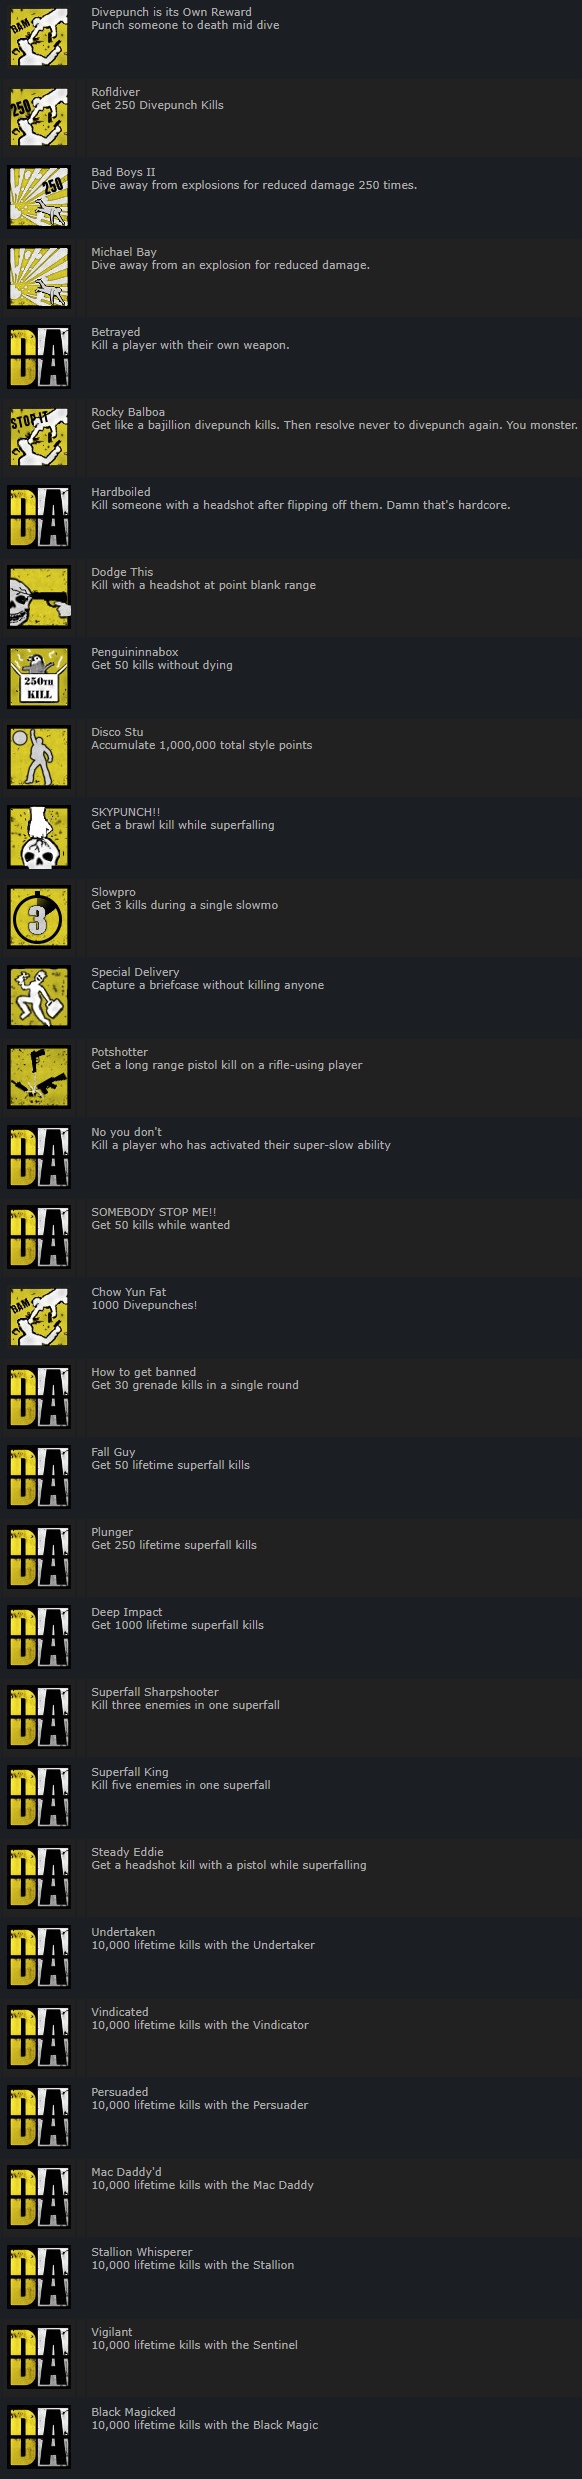 BAM
Divepunch is its Own Reward
Punch someone to death mid dive
250
Rofldiver
Get 250 Divepunch Kills
250
Bad Boys II
Dive away from explosions for reduced damage 250 times.
Michael Bay
Dive away from an explosion for reduced damage.
DA
Betrayed
Kill a player with their own weapon.
STOP IT
Rocky Balboa
Get like a bajillion divepunch kills. Then resolve never to divepunch again. You monster.
DA
Hardboiled
Kill someone with a headshot after flipping off them. Damn that's hardcore.
Dodge This
Kill with a headshot at point blank range
250TH
KILL
Penguininnabox
Get 50 kills without dying
Disco Stu
Accumulate 1,000,000 total style points
SKYPUNCH!!
Get a brawl kill while superfalling
3
Slowpro
Get 3 kills during a single slowmo
Special Delivery
Capture a briefcase without killing anyone
Potshotter
Get a long range pistol kill on a rifle-using player
DA
No you don't
Kill a player who has activated their super-slow ability
DA
SOMEBODY STOP ME!!
Get 50 kills while wanted
BAM
Chow Yun Fat
1000 Divepunches!
DA
How to get banned
Get 30 grenade kills in a single round
DA
Fall Guy
Get 50 lifetime superfall kills
DA
Plunger
Get 250 lifetime superfall kills
DA
Deep Impact
Get 1000 lifetime superfall kills
DA
Superfall Sharpshooter
Kill three enemies in one superfall
DA
Superfall King
Kill five enemies in one superfall
DA
Steady Eddie
Get a headshot kill with a pistol while superfalling
DA
Undertaken
10,000 lifetime kills with the Undertaker
DA
Vindicated
10,000 lifetime kills with the Vindicator
DA
Persuaded
10,000 lifetime kills with the Persuader
DA
Mac Daddy'd
10,000 lifetime kills with the Mac Daddy
DA
Stallion Whisperer
10,000 lifetime kills with the Stallion
DA
Vigilant
10,000 lifetime kills with the Sentinel
DA
Black Magicked
10,000 lifetime kills with the Black Magic